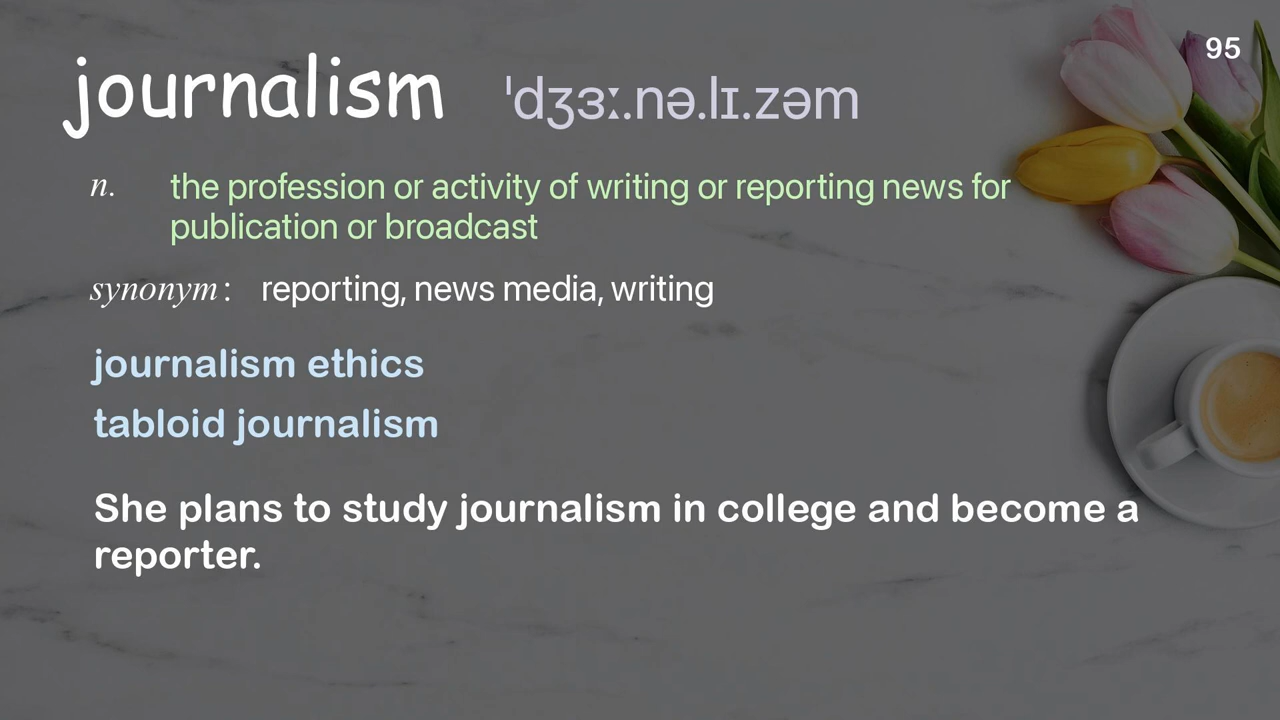 95
journalism ˈdʒɜː.nə.lɪ.zəm
n. the profession or activity of writing or reporting news for
publication or broadcast
synonym: reporting, news media, writing
journalism ethics
tabloid journalism
She plans to study journalism in college and become a
reporter.